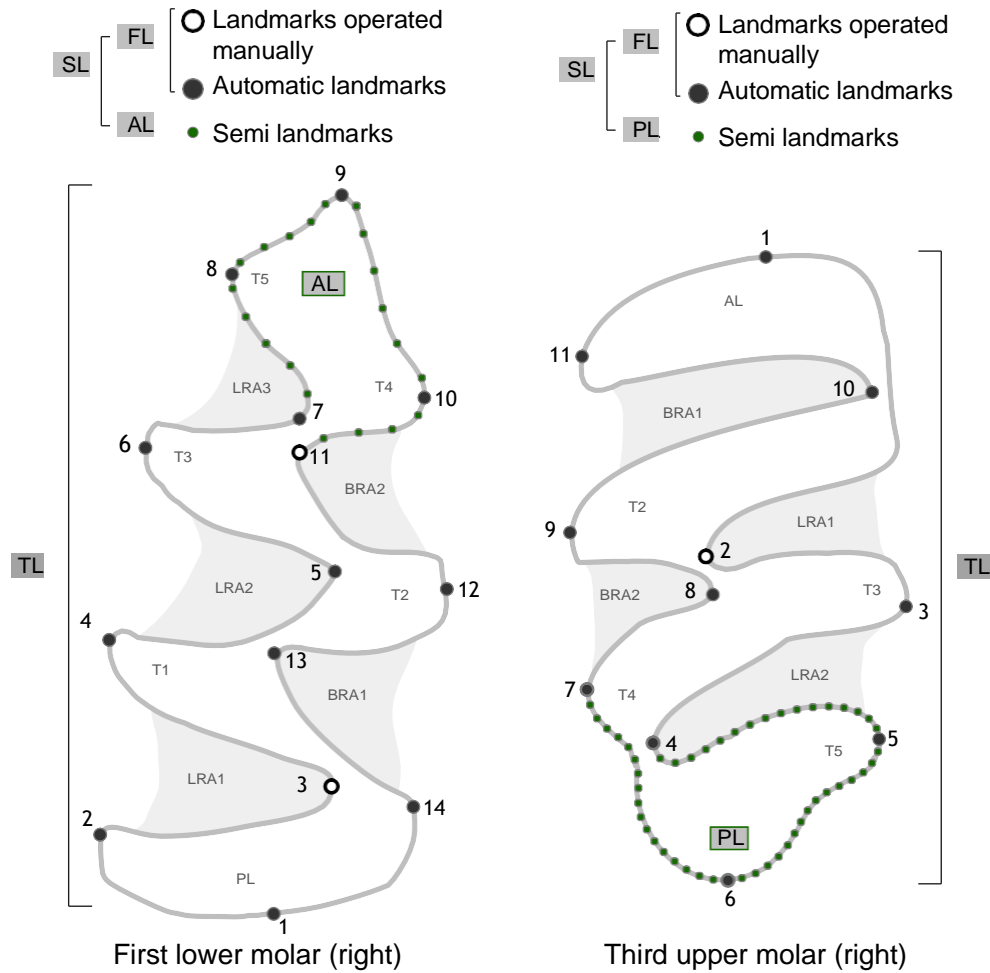 SL
FL
AL
Landmarks operated
manually
Automatic landmarks
Semi landmarks
SL
FL
PL
Landmarks operated
manually
Automatic landmarks
Semi landmarks
9
8
T5
AL
LRA3
T4
7
10
6
T3
11
BRA2
TL
5
LRA2
T2
12
4
T1
13
BRA1
LRA1
3
2
14
PL
1
First lower molar (right)
1
AL
11
10
BRA1
T2
LRA1
9
2
BRA2
8
T3
3
TL
LRA2
7
T4
4
T5
5
PL
6
Third upper molar (right)